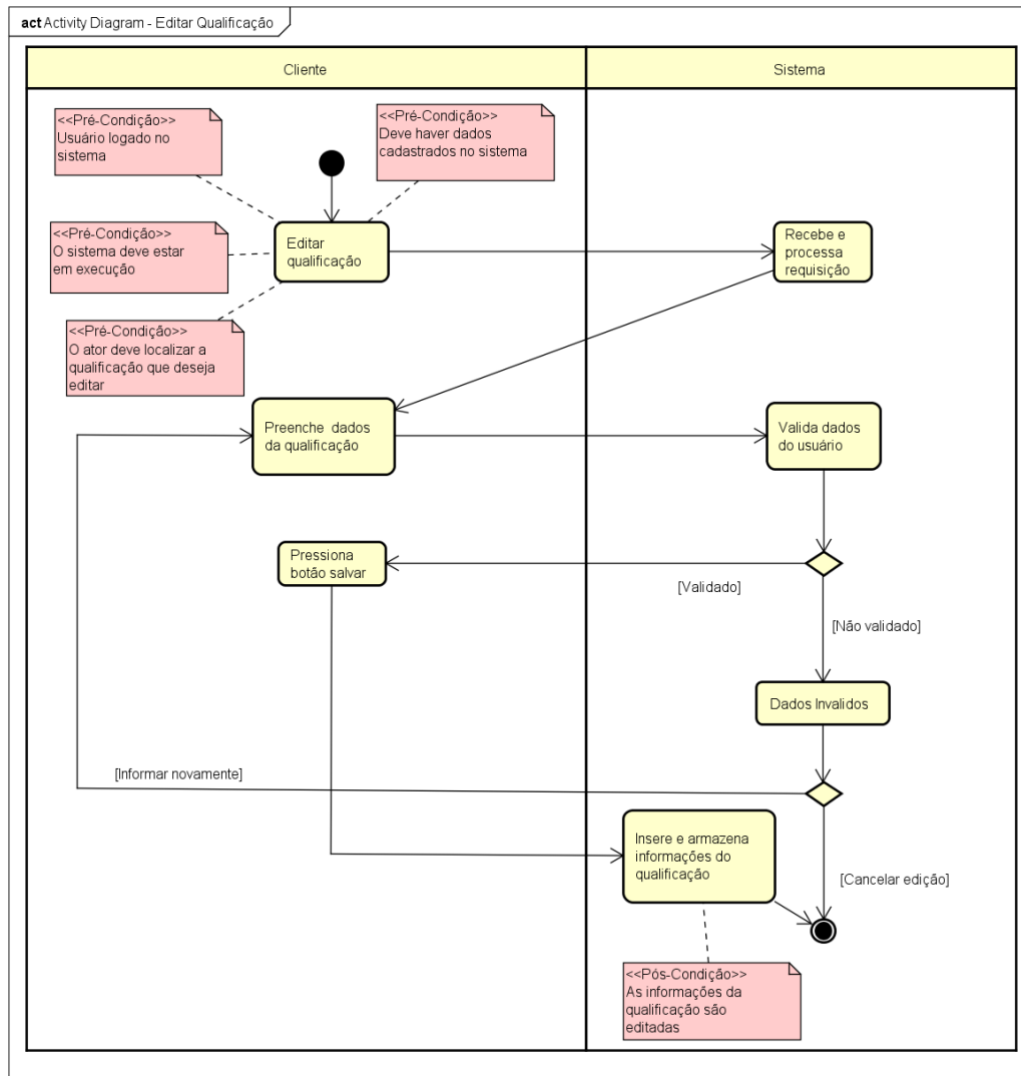 act Activity Diagram - Editar Qualificação
Cliente
Sistema
<<Pré-Condição>>
Usuário logado no
sistema
<<Pré-Condição>>
Deve haver dados
cadastrados no sistema
<<Pré-Condição>>
O sistema deve estar
em execução
Editar
qualificação
Recebe e
processa
requisição
<<Pré-Condição>>
O ator deve localizar a
qualificação que deseja
editar
Preenche dados
da qualificação
Valida dados
do usuário
Pressiona
botão salvar
[Validado]
[Não validado]
Dados Invalidos
[Informar novamente]
Insere e armazena
informações do
qualificação
[Cancelar edição]
<<Pós-Condição>>
As informações da
qualificação são
editadas